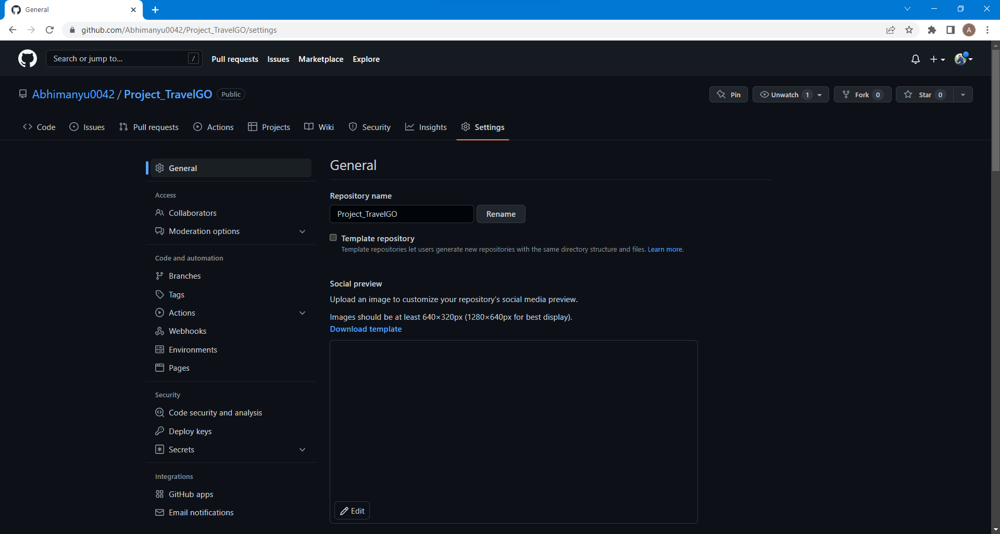 General
github.com/Abhimanyu0042/Project_TravelGO/settings
A
Search or jump to... /
Pull requests Issues Marketplace Explore
Abhimanyu0042 / Project_TravelGO Public
Pin Unwatch 1 Fork 0 Star 0
Code Issues Pull requests Actions Projects Wiki Security Insights Settings
General
Access
Collaborators
Moderation options
Code and automation
Branches
Tags
Actions
Webhooks
Environments
Pages
Security
Code security and analysis
Deploy keys
Secrets
Integrations
GitHub apps
Email notifications
General
Repository name
Project_TravelGO Rename
Template repository
Template repositories let users generate new repositories with the same directory structure and files. Learn more.
Social preview
Upload an image to customize your repository’s social media preview.
Images should be at least 640×320px (1280×640px for best display).
Download template
Edit